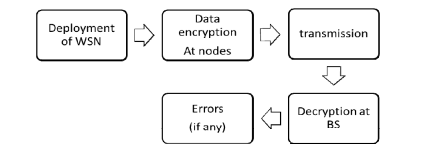 Deployment
of WSN
Data
encryption
At nodes
transmission
Decryption at
BS
Errors
(if any)